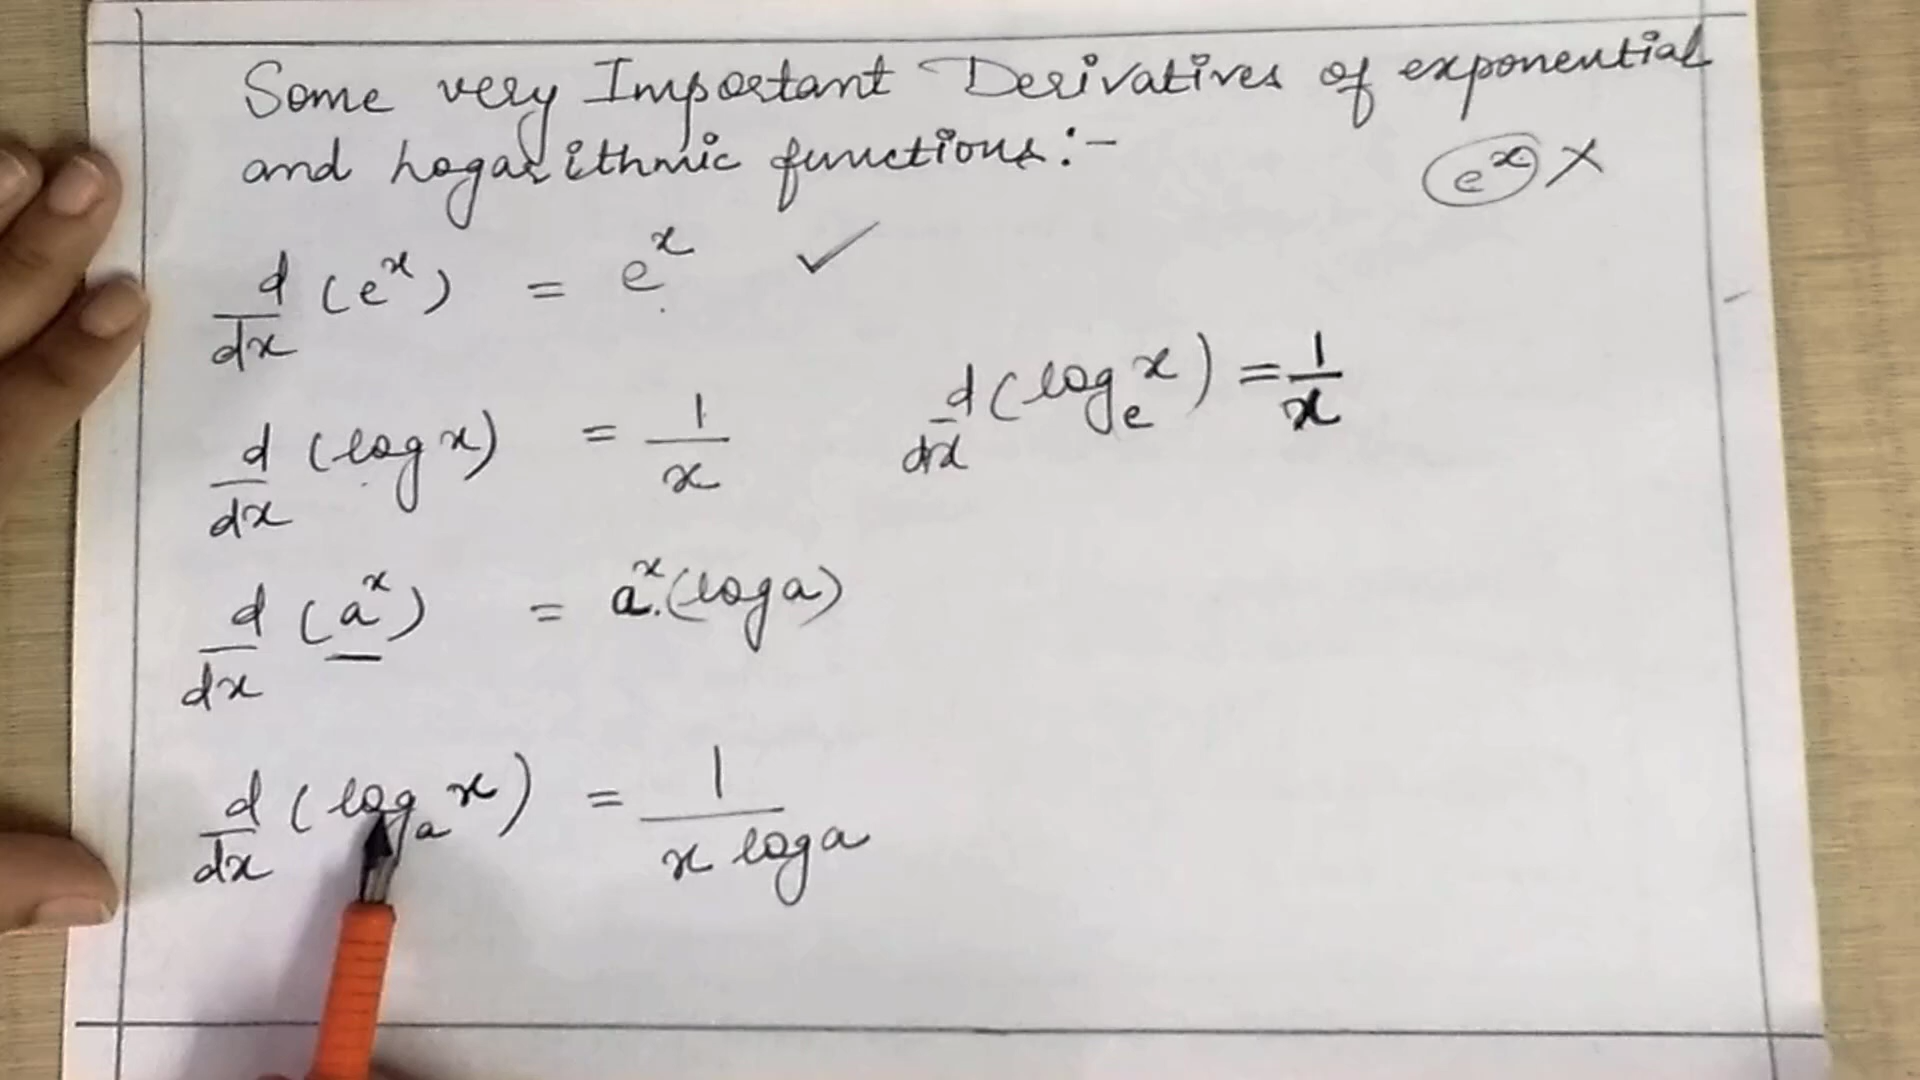 Some very Important Derivatives of exponential
and Logarithmic functions:-
e^x ×
d/dx (e^x) = e^x ✓
d/dx (log x) = 1/x
d/dx (log_e x) = 1/x
d/dx (a^x) = a^x.(log a)
d/dx (log_a x) = 1/(x log a)